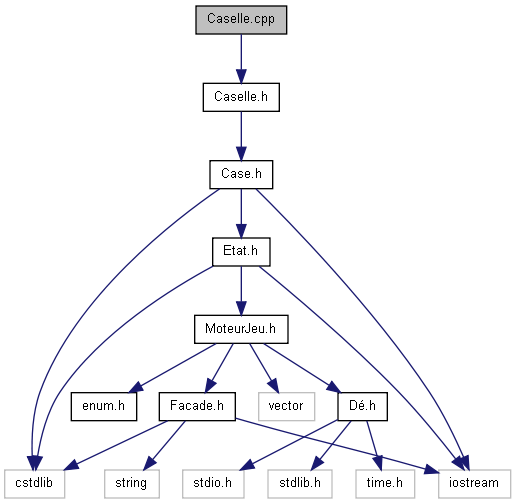 Caselle.cpp
Caselle.h
Case.h
Etat.h
MoteurJeu.h
enum.h
Facade.h
vector
Dé.h
cstdlib
string
stdio.h
stdlib.h
time.h
iostream